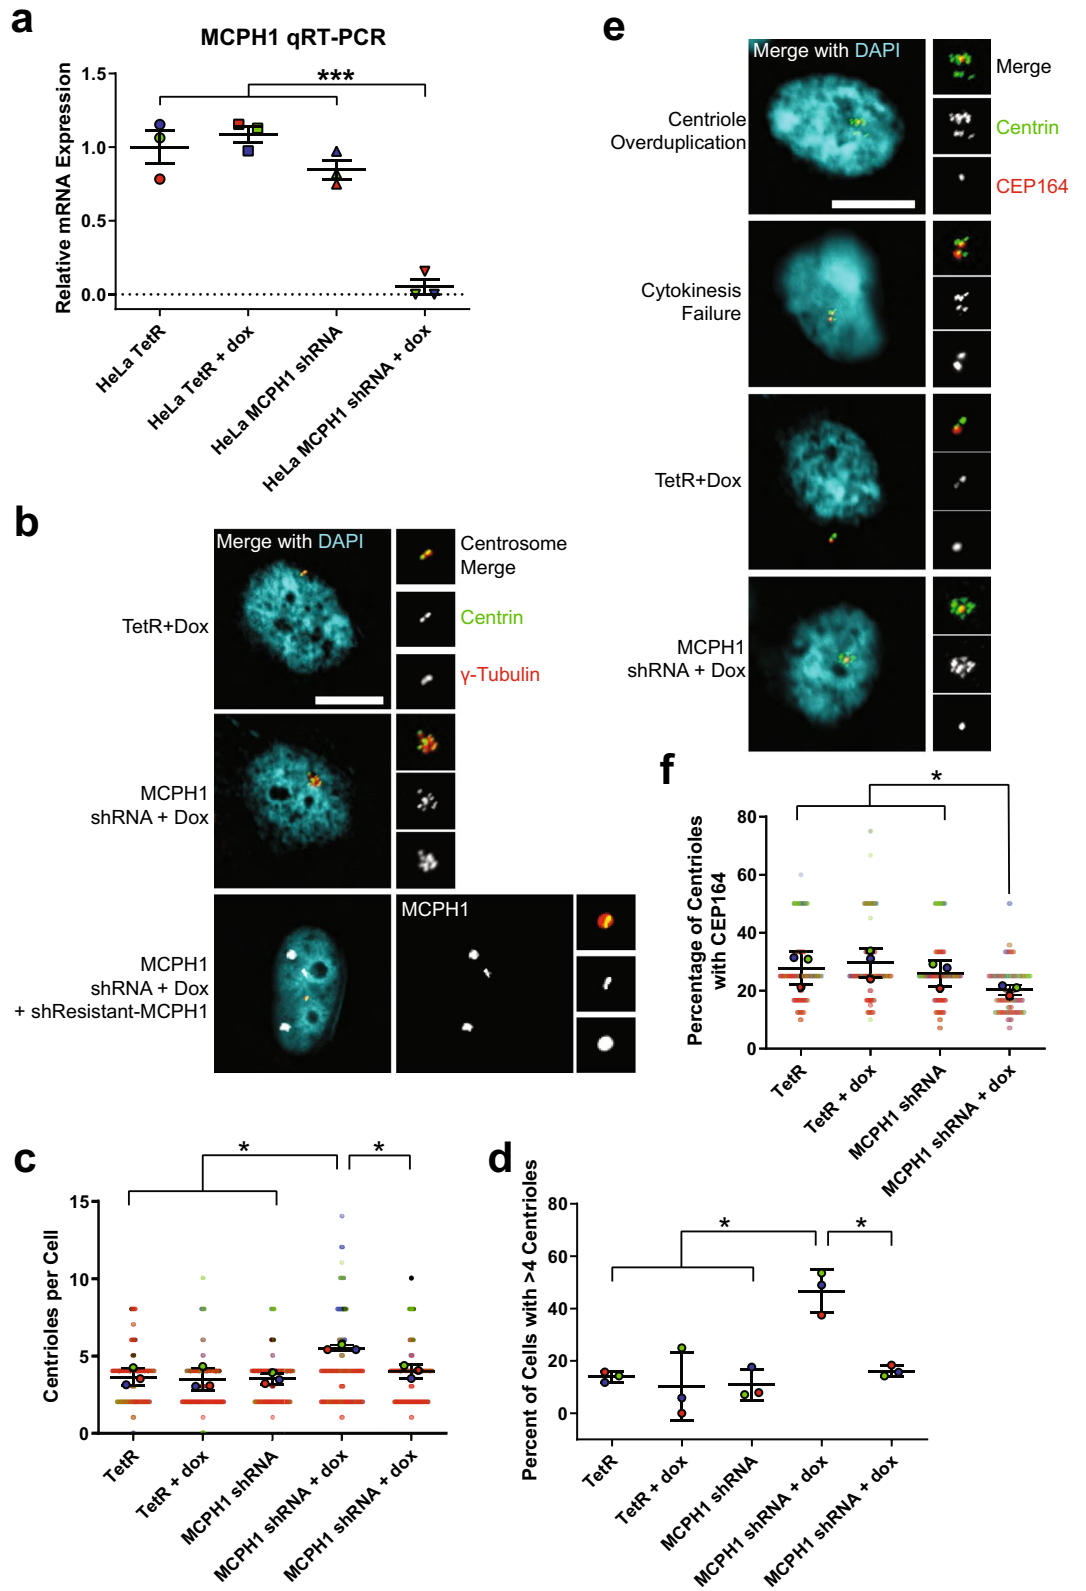 a
MCPH1 qRT-PCR
***
Relative mRNA Expression
1.5
1.0
0.5
0.0
HeLa TetR
HeLa TetR + dox
HeLa MCPH1 shRNA
HeLa MCPH1 shRNA + dox
b
Merge with DAPI
Centrosome
Merge
Centrin
γ-Tubulin
TetR+Dox
MCPH1
shRNA + Dox
MCPH1
MCPH1
shRNA + Dox
+ shResistant-MCPH1
c
*
*
Centrioles per Cell
15
10
5
0
TetR
TetR + dox
MCPH1 shRNA
MCPH1 shRNA + dox
MCPH1 shRNA + dox
d
*
*
Percent of Cells with >4 Centrioles
80
60
40
20
0
TetR
TetR + dox
MCPH1 shRNA
MCPH1 shRNA + dox
MCPH1 shRNA + dox
e
Merge with DAPI
Merge
Centrin
CEP164
Centriole
Overduplication
Cytokinesis
Failure
TetR+Dox
MCPH1
shRNA + Dox
f
*
Percentage of Centrioles
with CEP164
80
60
40
20
0
TetR
TetR + dox
MCPH1 shRNA
MCPH1 shRNA + dox